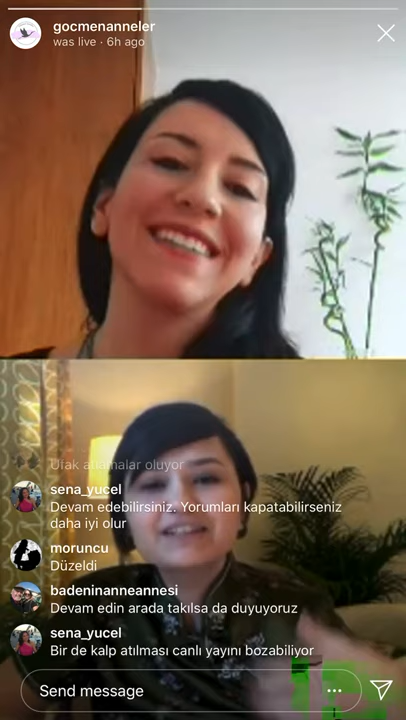 gocmenanneler
was live · 6h ago
Ufak atlamalar oluyor
sena_yucel
Devam edebilirsiniz. Yorumları kapatabilirseniz
daha iyi olur
moruncu
Düzeldi
badeninanneannesi
Devam edin arada takılsa da duyuyoruz
sena_yucel
Bir de kalp atılması canlı yayını bozabiliyor
Send message